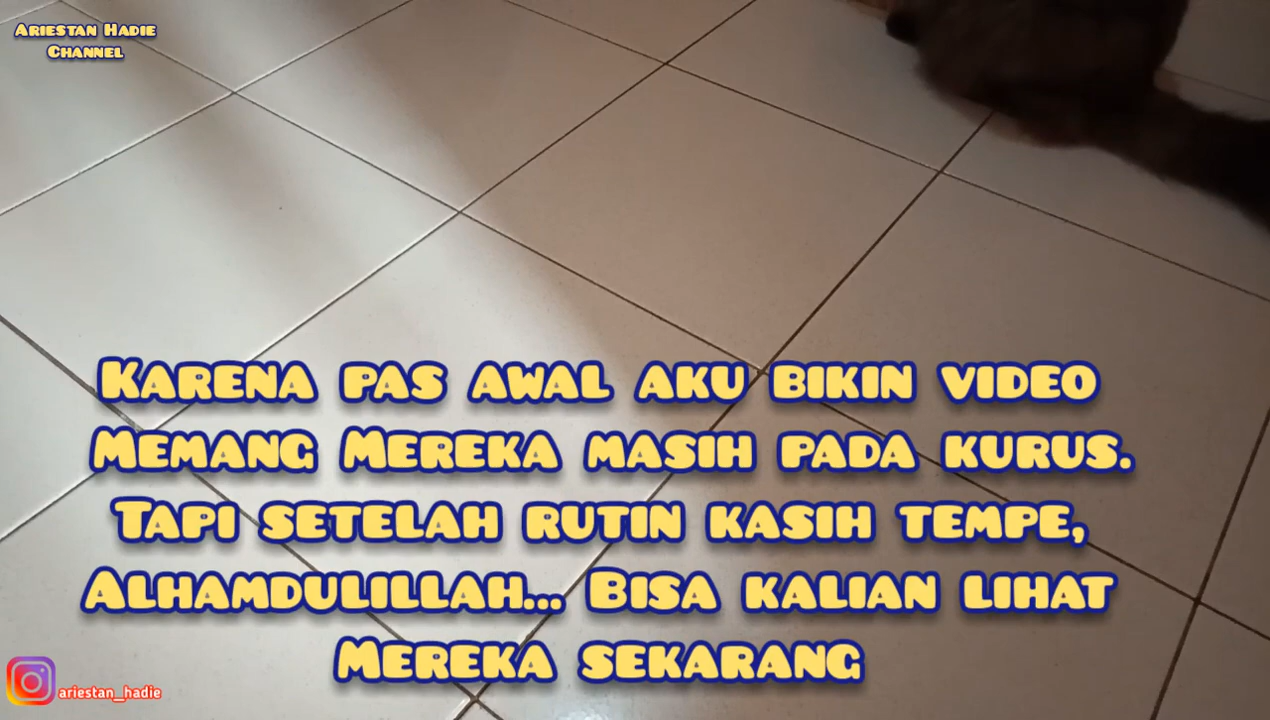 Ariestan Hadie
Channel
Karena pas awal aku bikin video
Memang Mereka masih pada kurus.
Tapi setelah rutin kasih tempe,
Alhamdulillah... Bisa kalian lihat
Mereka sekarang
ariestan_hadie